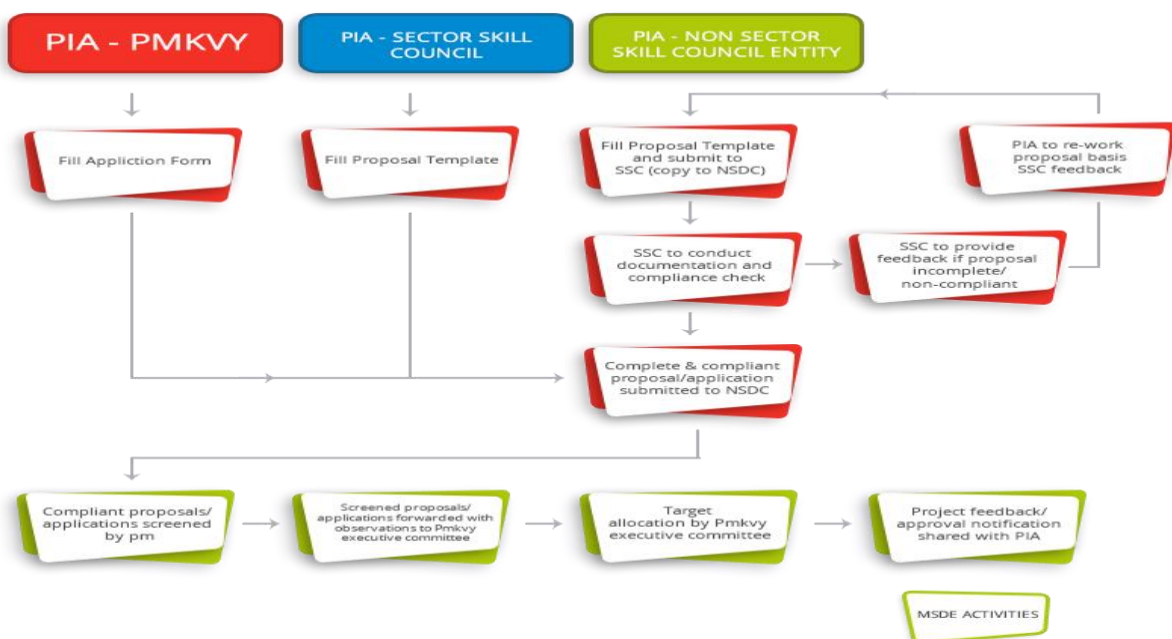 PIA - PMKVY
PIA - SECTOR SKILL
COUNCIL
PIA - NON SECTOR
SKILL COUNCIL ENTITY
Fill Appliction Form
Fill Proposal Template
Fill Proposal Template
and submit to
SSC (copy to NSDC)
PIA to re-work
proposal basis
SSC feedback
SSC to conduct
documentation and
compliance check
SSC to provide
feedback if proposal
incomplete/
non-compliant
Complete & compliant
proposal/application
submitted to NSDC
Compliant proposals/
applications screened
by pm
Screened proposals/
applications forwarded with
observations to Pmkvy
executive committee
Target
allocation by Pmkvy
executive committee
Project feedback/
approval notification
shared with PIA
MSDE ACTIVITIES